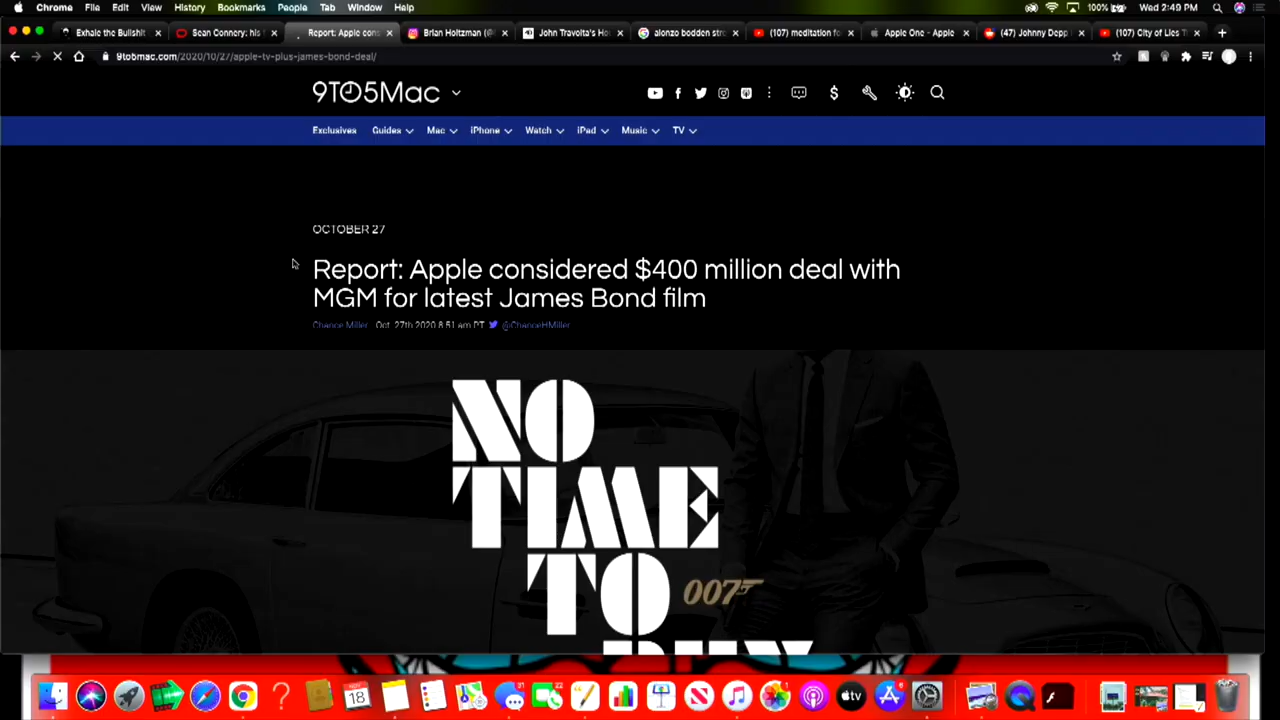 Chrome File Edit View History Bookmarks People Tab Window Help 100% Wed 2:49 PM
Exhale the Bullshit Sean Connery: his Report: Apple cons Brian Holtzman (@ John Travolta's Ho alonzo bodden stro (107) meditation fo Apple One - Apple (47) Johnny Depp (107) City of Lies Tr
9to5mac.com/2020/10/27/apple-tv-plus-james-bond-deal/
9TO5Mac
Exclusives Guides Mac iPhone Watch iPad Music TV
OCTOBER 27
Report: Apple considered $400 million deal with
MGM for latest James Bond film
Chance Miller Oct. 27th 2020 8:51 am PT @ChanceHMiller
NO
TIME
TO
007
18
tv